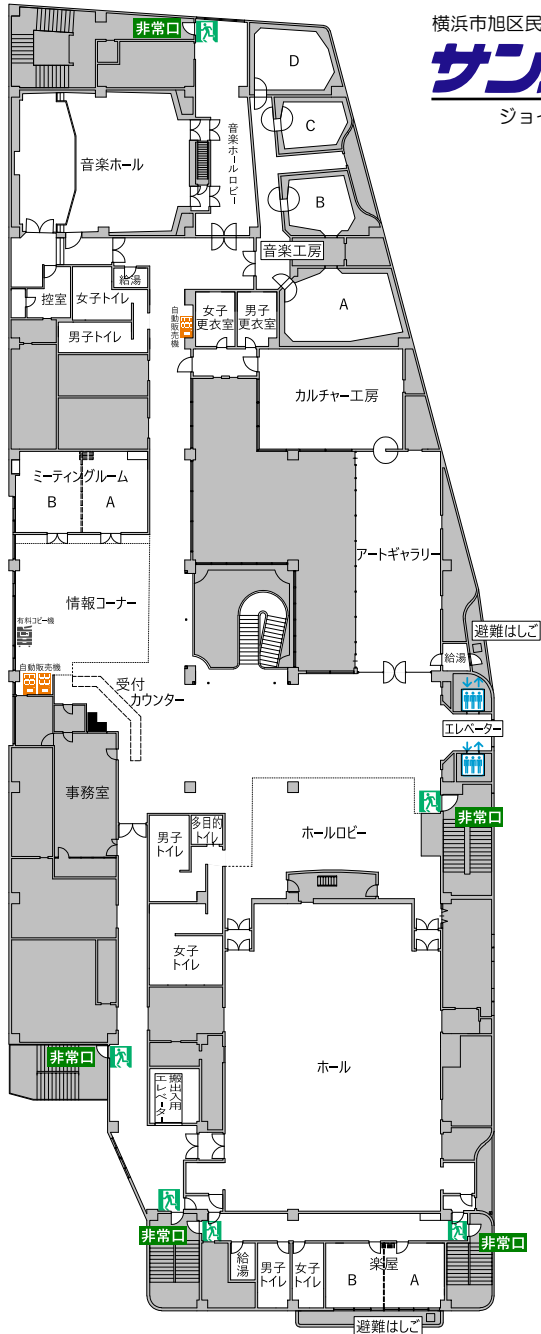 横浜市旭区民
サン
ジョイ
非常口
D
C
B
A
音楽ホール
音楽ホールロビー
音楽工房
給湯
控室
女子トイレ
男子トイレ
自動販売機
女子
更衣室
男子
更衣室
カルチャー工房
ミーティングルーム
B
A
アートギャラリー
情報コーナー
有料コピー機
自動販売機
受付
カウンター
避難はしご
給湯
エレベーター
事務室
非常口
男子
トイレ
多目的
トイレ
ホールロビー
女子
トイレ
ホール
非常口
搬出入用
エレベータ
非常口
非常口
給湯
男子
トイレ
女子
トイレ
楽屋
B
A
避難はしご